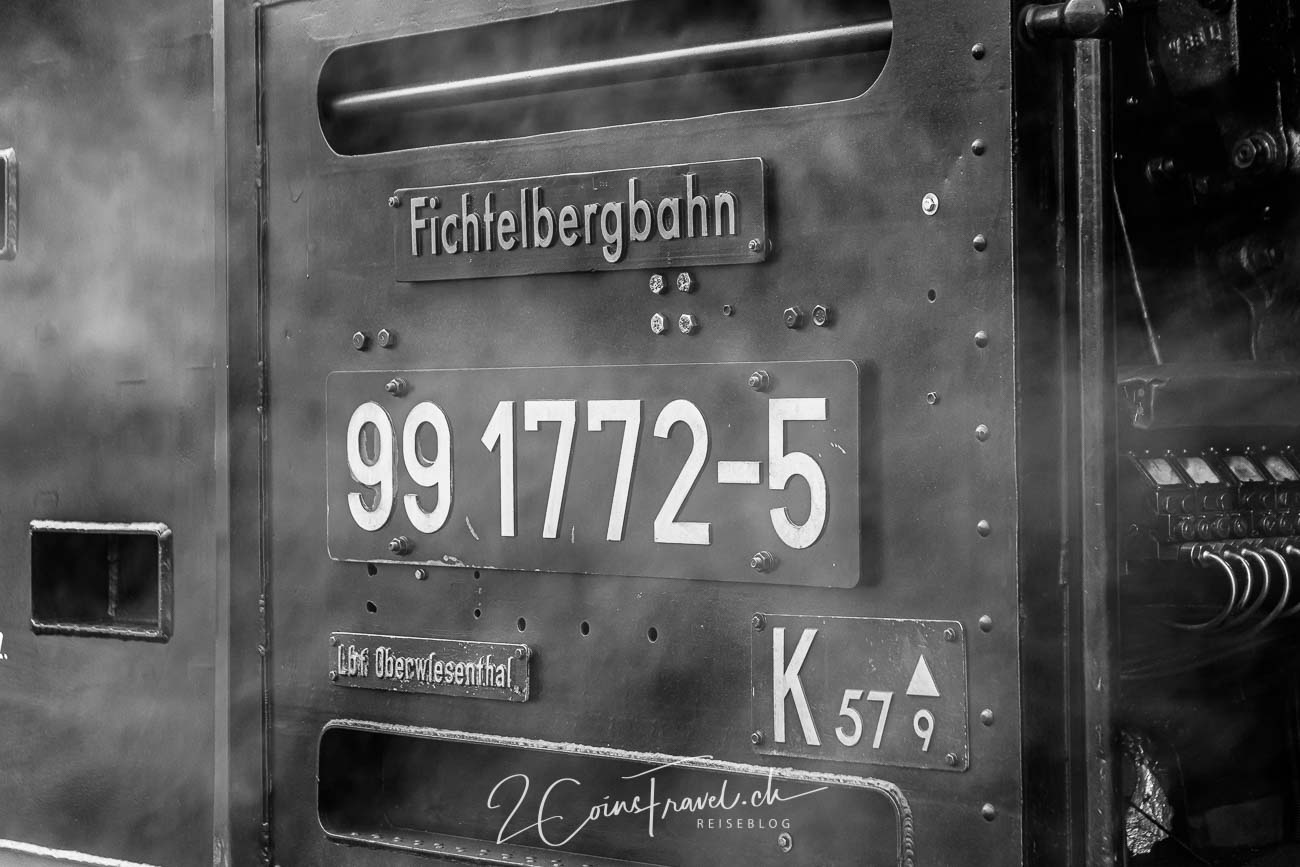 Fichtelbergbahn
99 1772-5
Lbf Oberwiesenthal
K 57 9
2CoinsTravel.ch
REISEBLOG